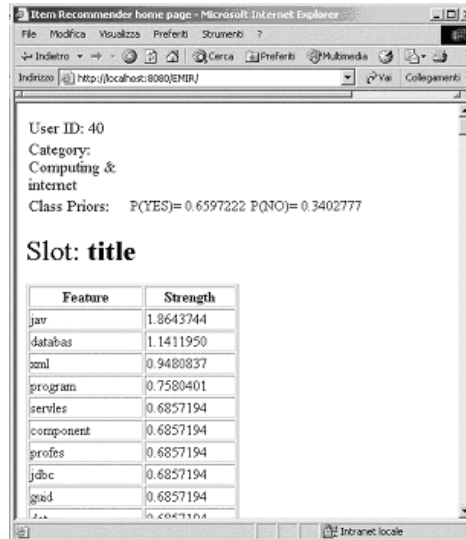 Item Recommender home page - Microsoft Internet Explorer
File Modifica Visualizza Preferiti Strumenti ?
Indietro Cerca Preferiti Multimedia
Indirizzo http://localhost:8080/EMIR/ Vai Collegamenti
User ID: 40
Category:
Computing &
internet
Class Priors: P(YES)= 0.6597222 P(NO)= 0.3402777
Slot: title
Feature Strength
jav 1.8643744
databas 1.1411950
xml 0.9480837
program 0.7580401
servles 0.6857194
component 0.6857194
profes 0.6857194
jdbc 0.6857194
guid 0.6857194
Intranet locale